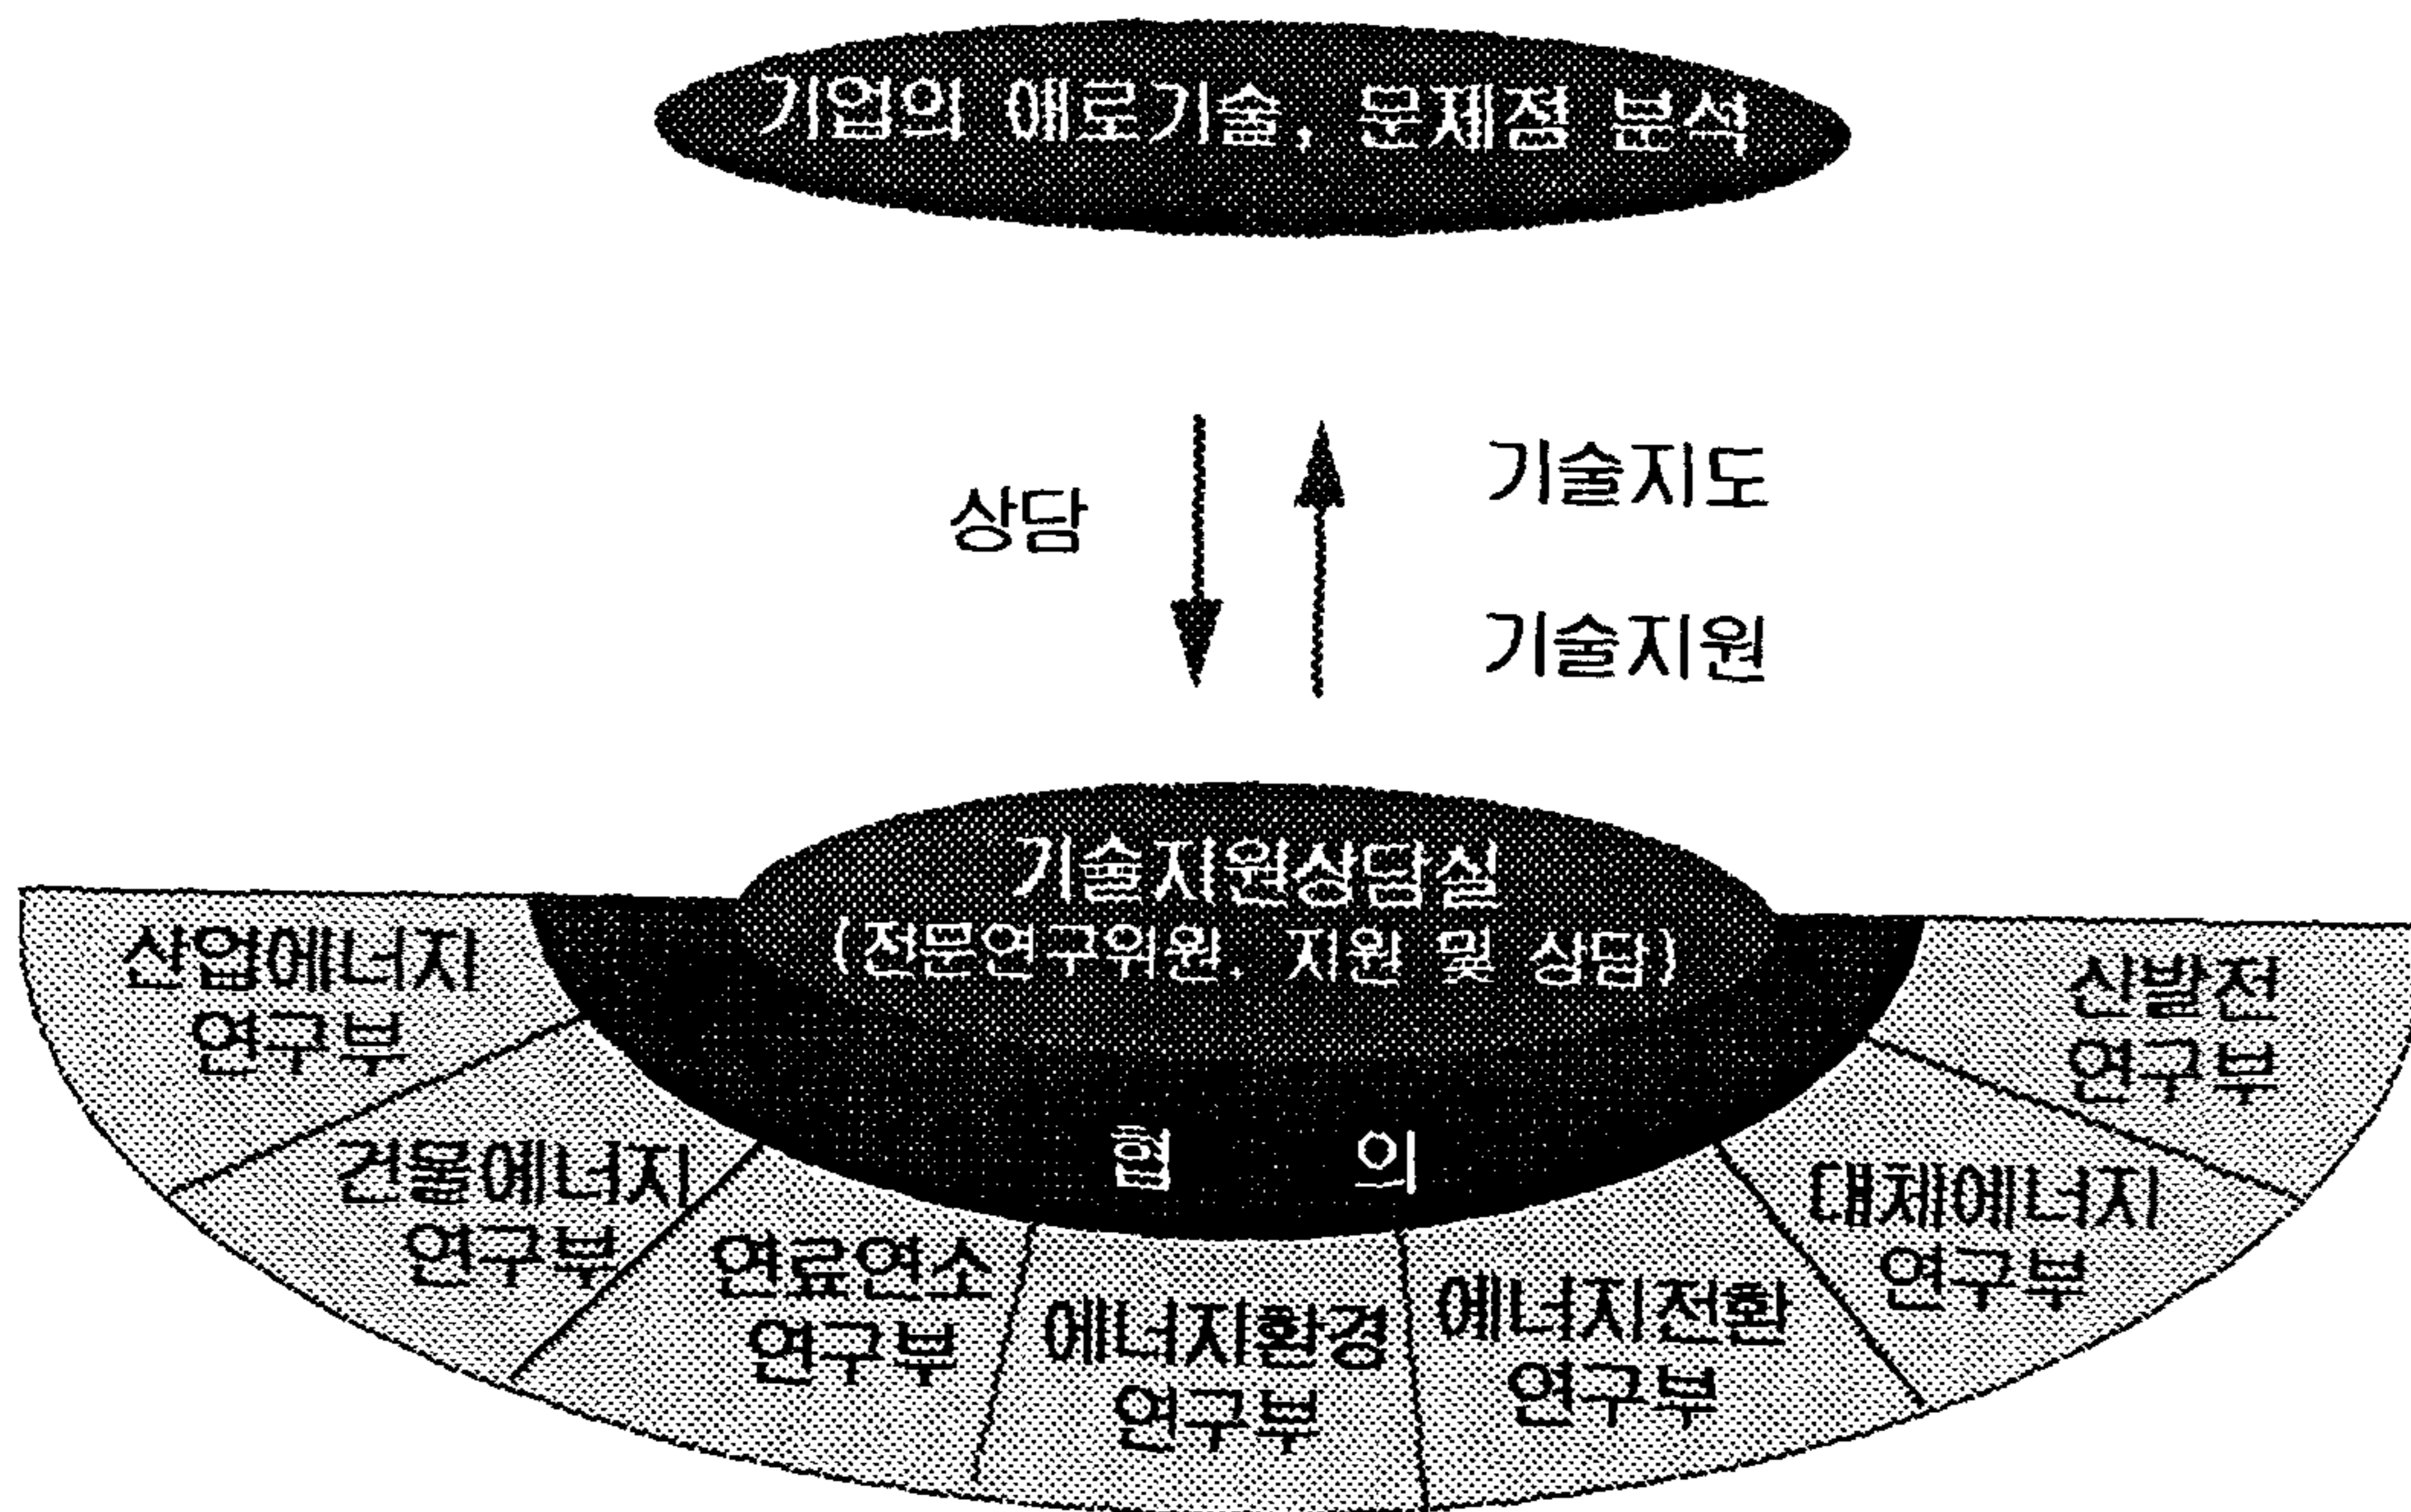 기업의 애로기술, 문제점 분석
상담
기술지도
기술지원
기술지원상담실
(전문연구위원, 지원 및 상담)
협 의
산업에너지
연구부
건물에너지
연구부
연료연소
연구부
에너지환경
연구부
에너지전환
연구부
대체에너지
연구부
신발전
연구부